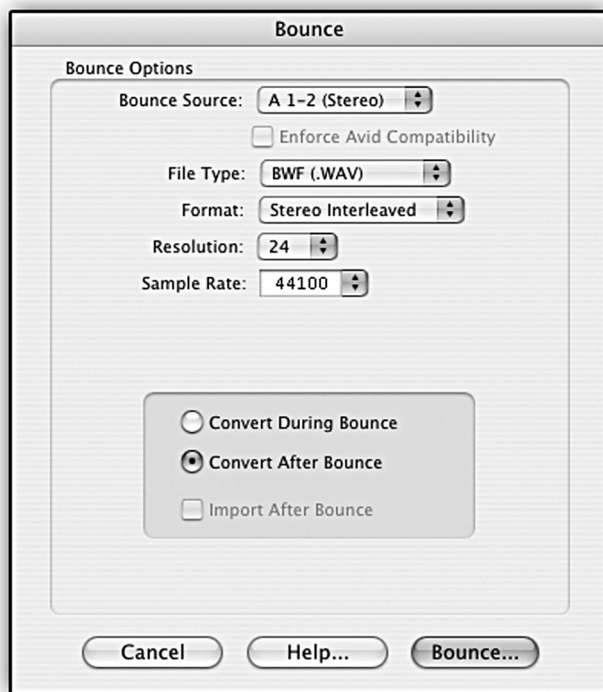 Bounce
Bounce Options
Bounce Source: A 1-2 (Stereo)
Enforce Avid Compatibility
File Type: BWF (.WAV)
Format: Stereo Interleaved
Resolution: 24
Sample Rate: 44100
Convert During Bounce
Convert After Bounce
Import After Bounce
Cancel Help... Bounce...